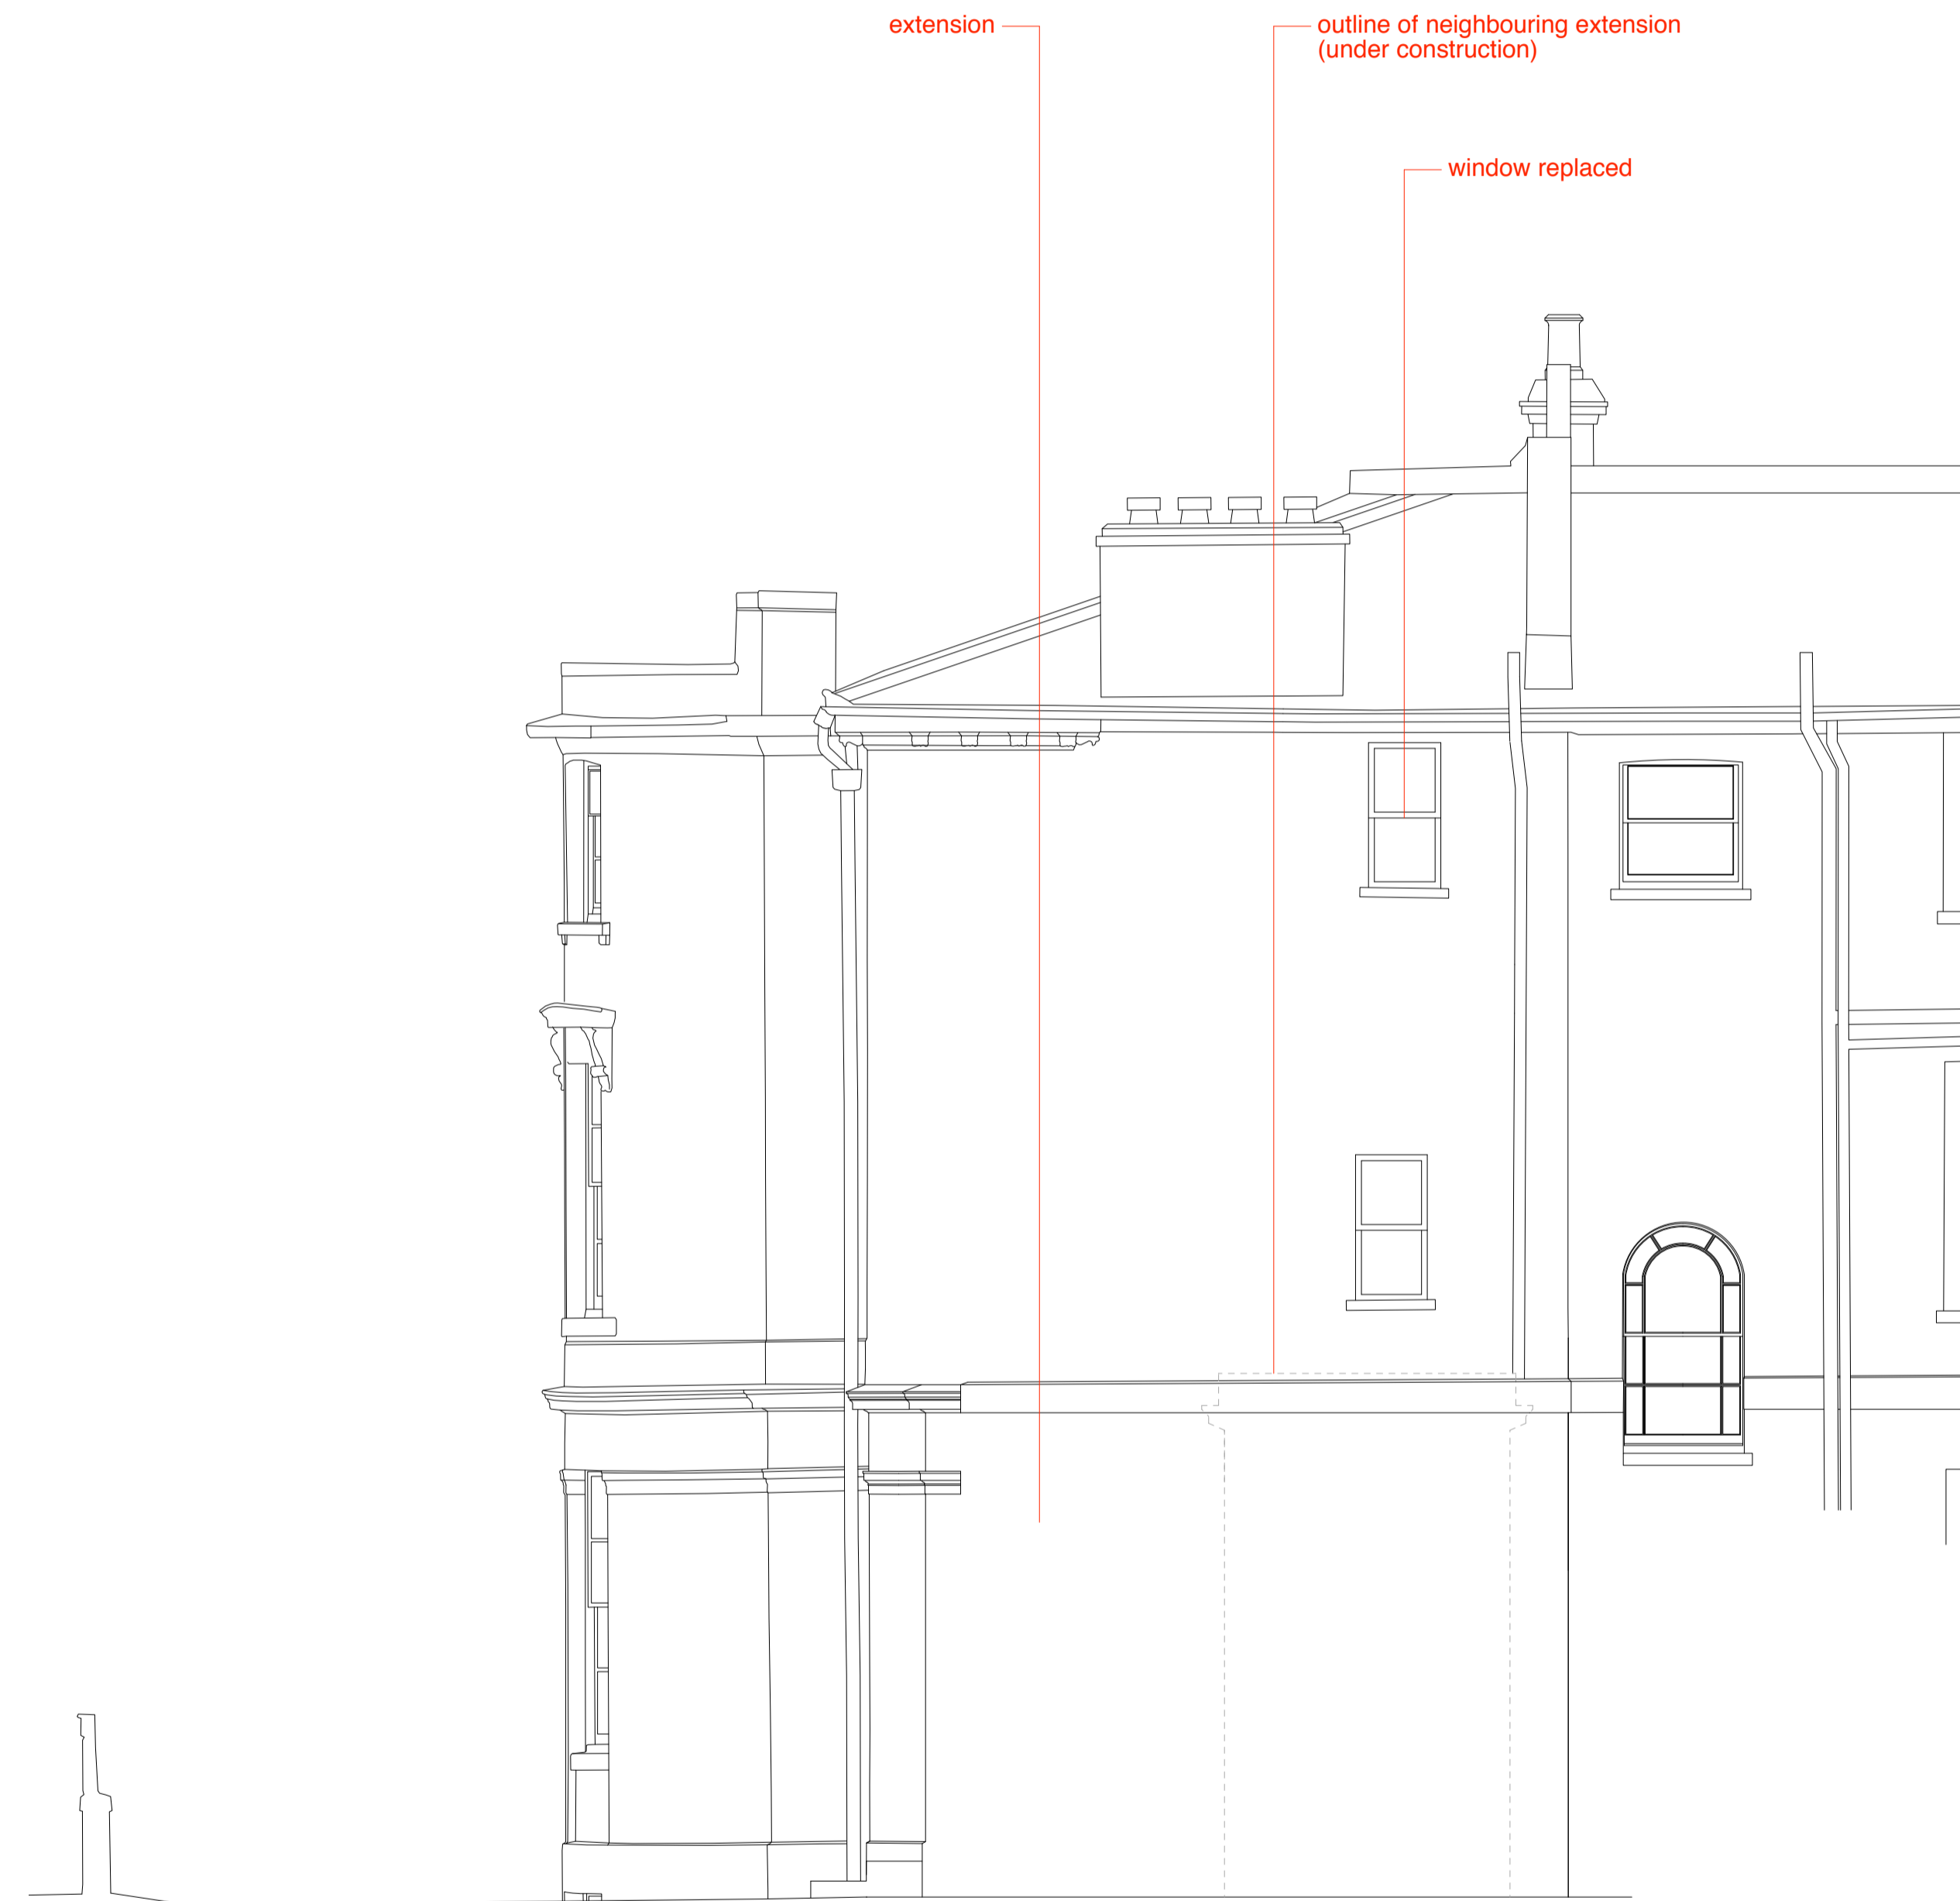 extension
outline of neighbouring extension
(under construction)
window replaced